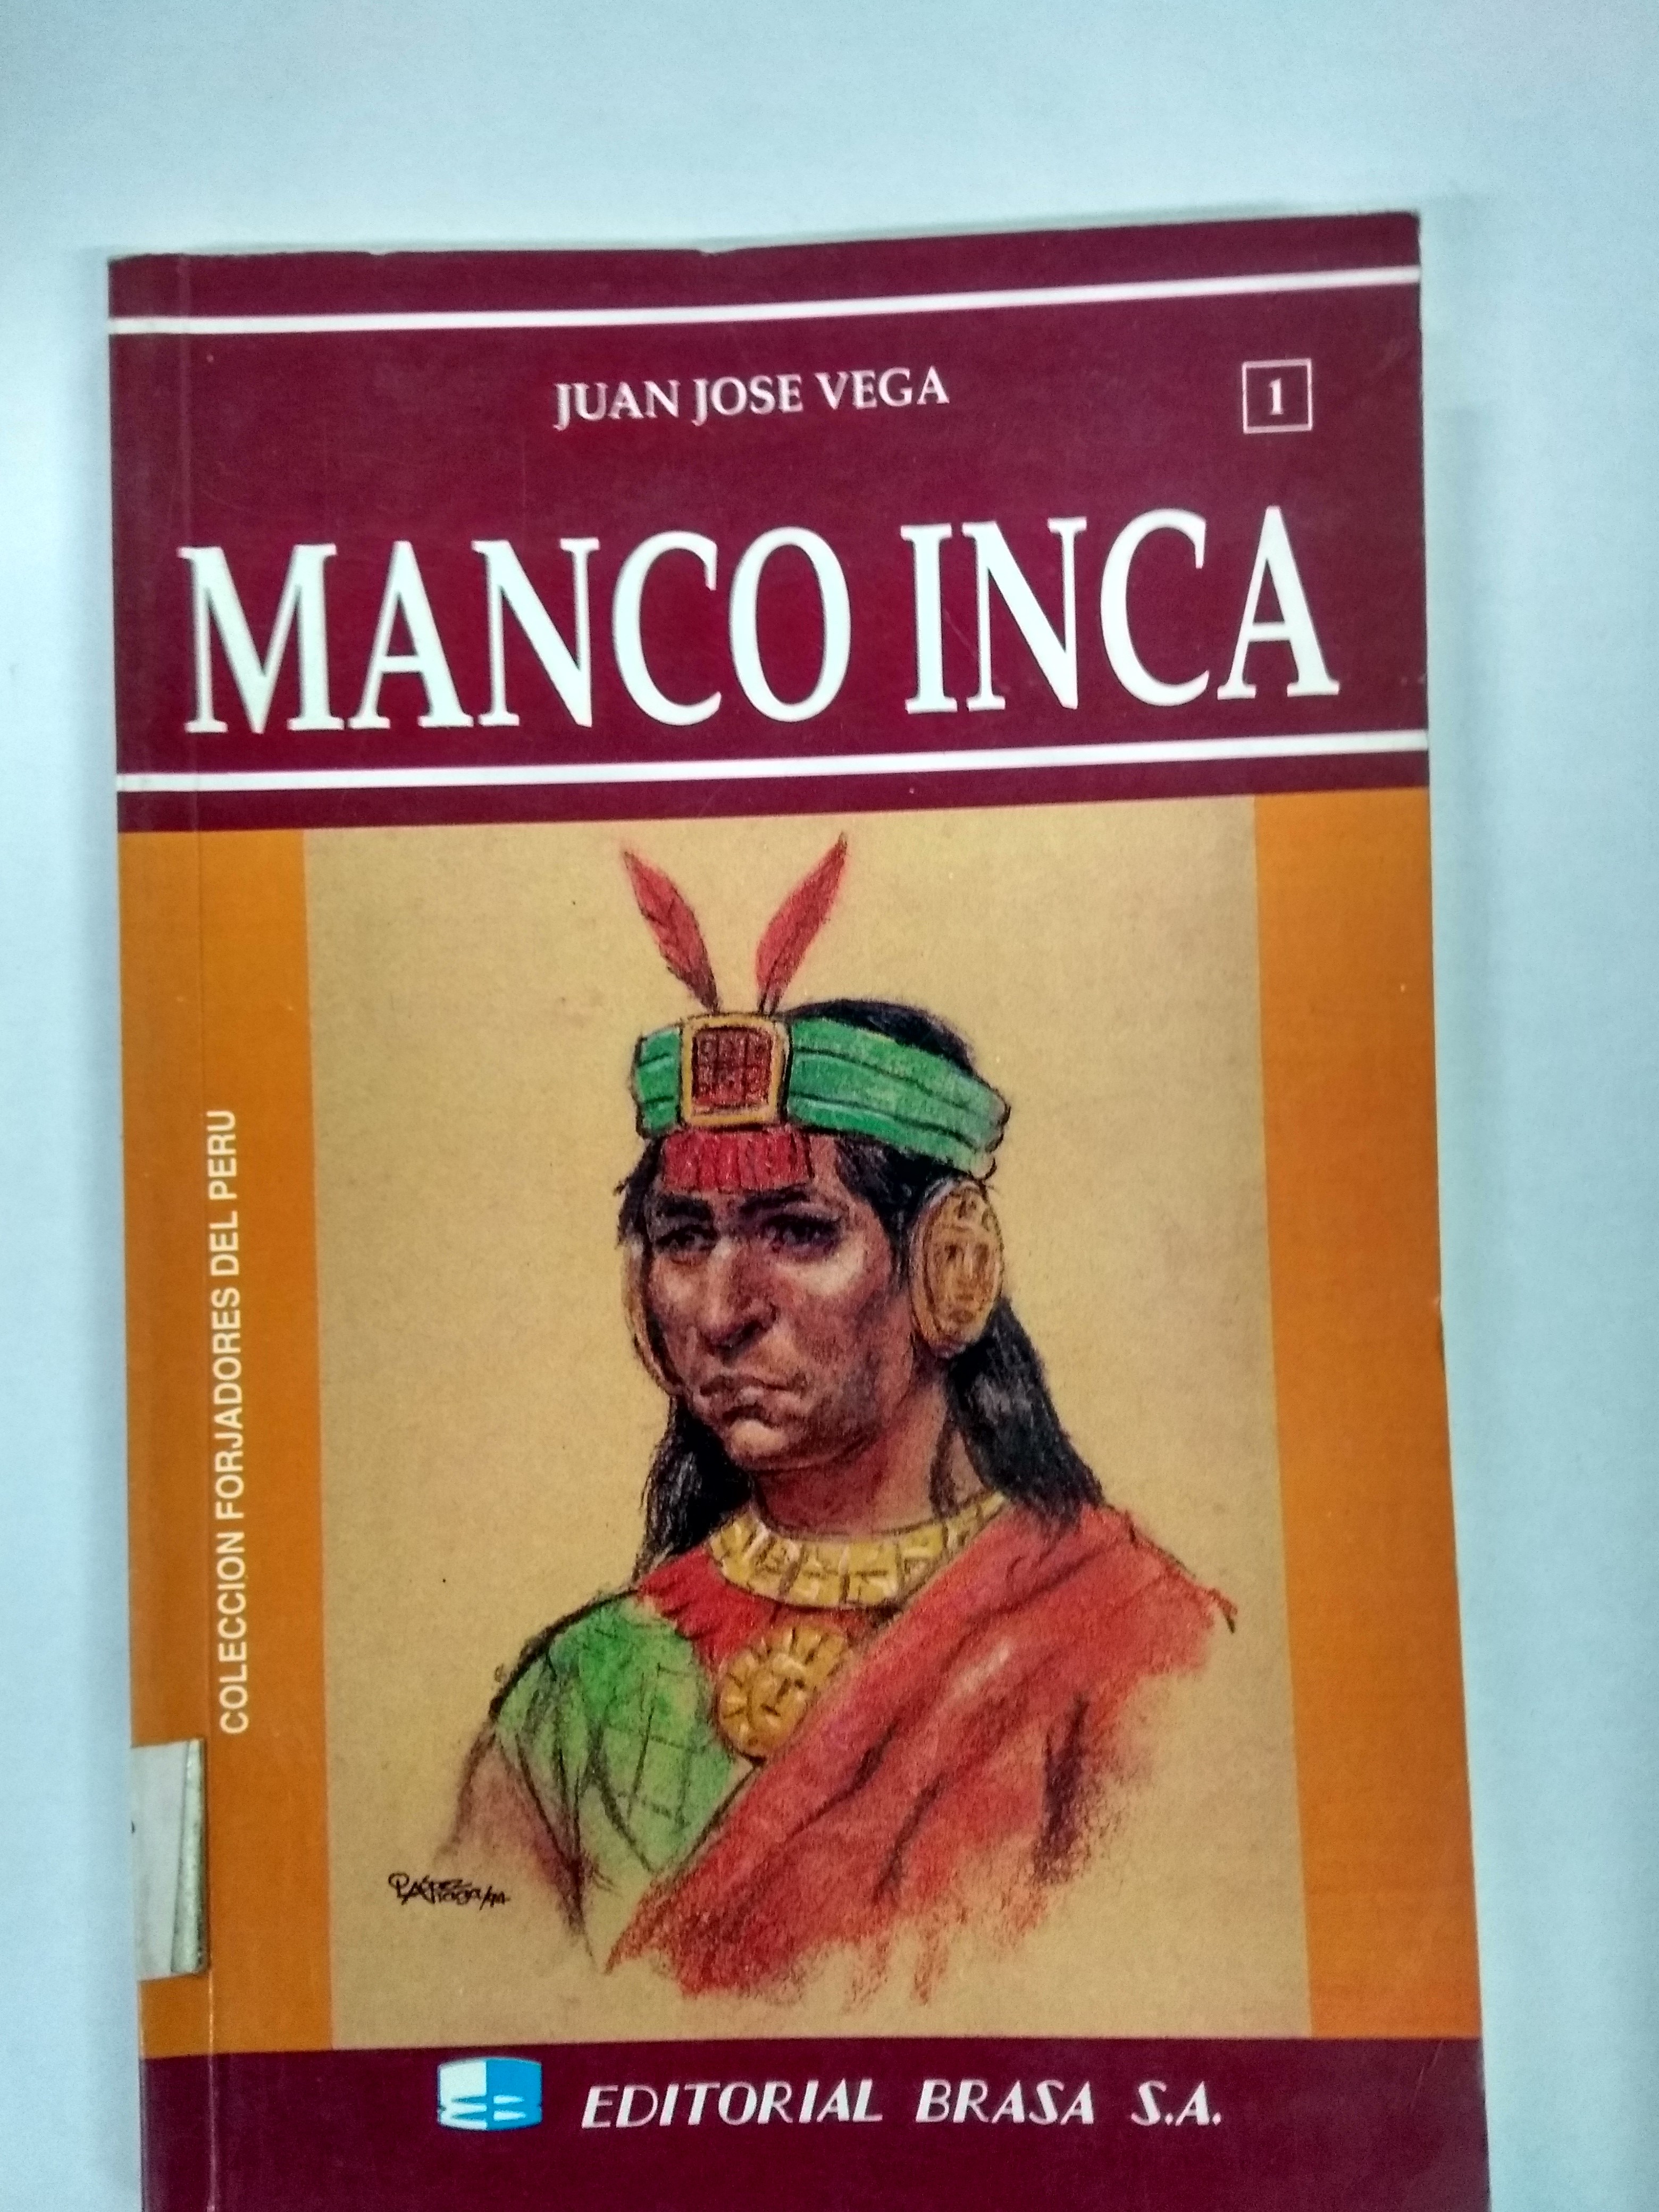 JUAN JOSE VEGA
1
MANCO INCA
COLECCION FORJADORES DEL PERU
EDITORIAL BRASA S.A.